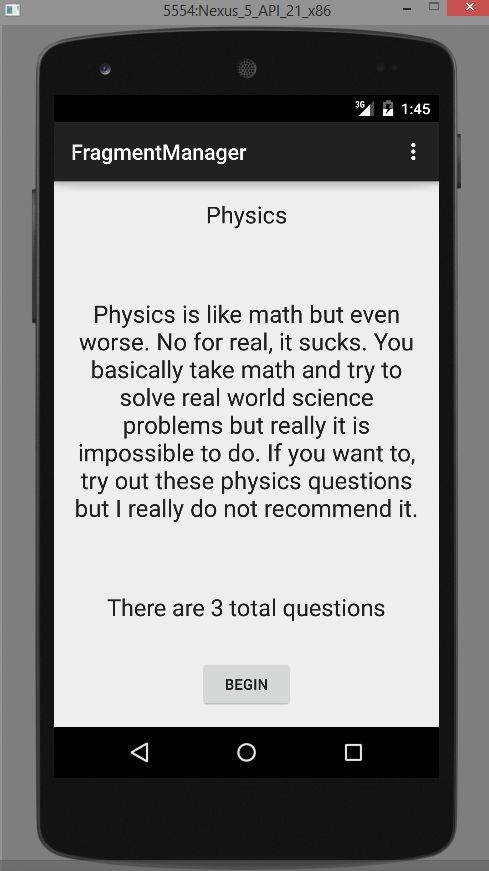 5554:Nexus_5_API_21_x86
3G 1:45
FragmentManager
Physics
Physics is like math but even
worse. No for real, it sucks. You
basically take math and try to
solve real world science
problems but really it is
impossible to do. If you want to,
try out these physics questions
but I really do not recommend it.
There are 3 total questions
BEGIN